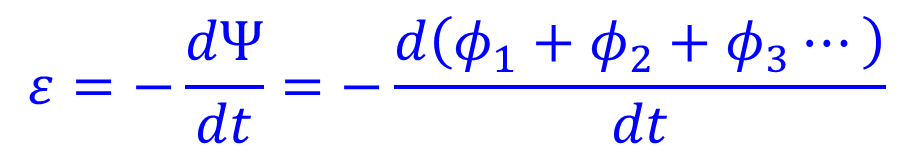 ε = − dΨ/dt = − d(ϕ₁ + ϕ₂ + ϕ₃ ⋯)/dt